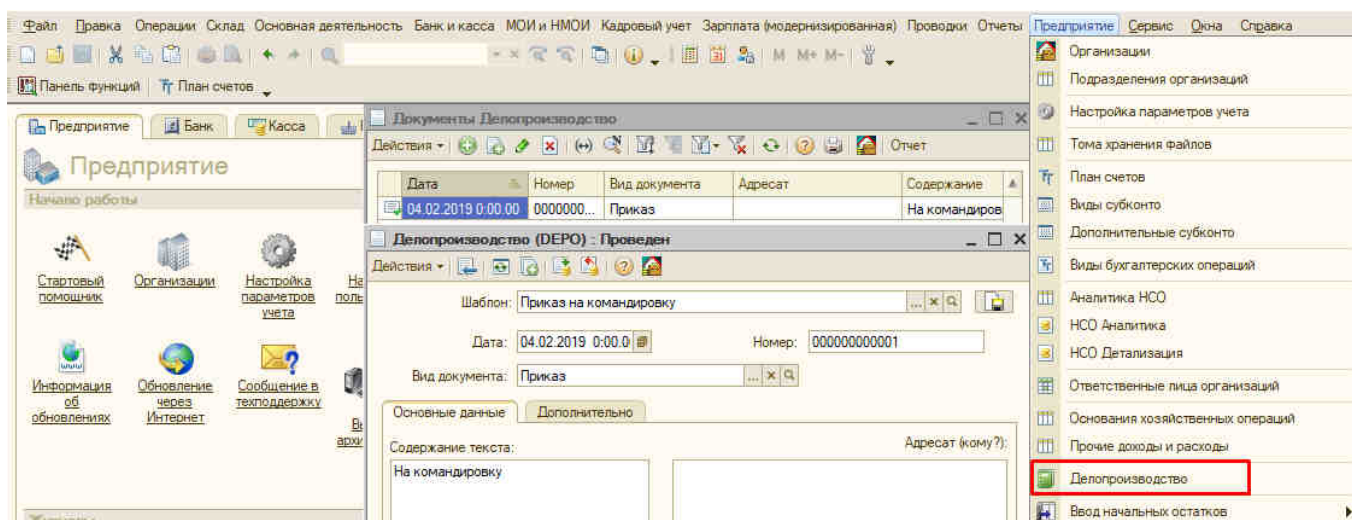 Файл Правка Операции Склад Основная деятельность Банк и касса МОИ и НМОИ Кадровый учет Зарплата (модернизированная) Проводки Отчеты Предприятие Сервис Окна Справка
M M+ M-
Панель функций План счетов
Предприятие Банк Касса
Предприятие
Начало работы
Стартовый помощник
Организации
Настройка параметров учета
Информация об обновлениях
Обновление через Интернет
Сообщение в техподдержку
Документы Делопроизводство
Действия Отчет
Дата Номер Вид документа Адресат Содержание
04.02.2019 0:00:00 0000000... Приказ На командиров
Делопроизводство (DEPO) : Проведен
Действия
Шаблон: Приказ на командировку
Дата: 04.02.2019 0:00:0 Номер: 000000000001
Вид документа: Приказ
Основные данные Дополнительно
Содержание текста: Адресат (кому?):
На командировку
Организации
Подразделения организаций
Настройка параметров учета
Тома хранения файлов
План счетов
Виды субконто
Дополнительные субконто
Виды бухгалтерских операций
Аналитика НСО
НСО Аналитика
НСО Детализация
Ответственные лица организаций
Основания хозяйственных операций
Прочие доходы и расходы
Делопроизводство
Ввод начальных остатков